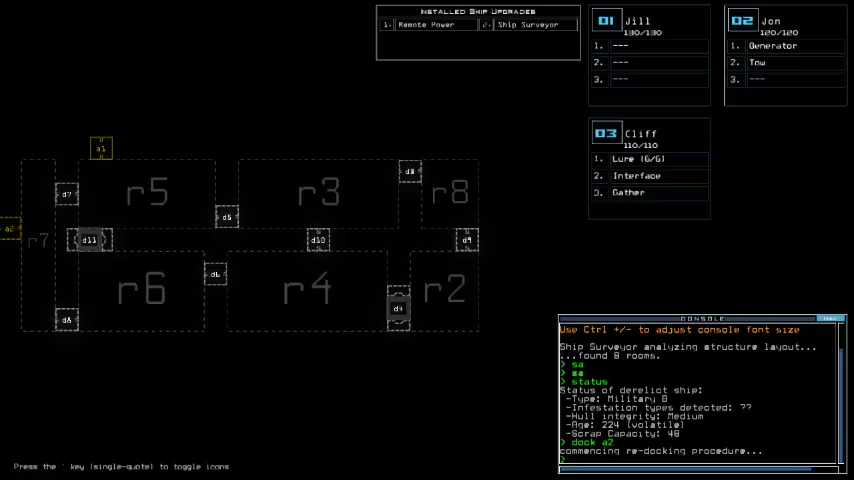 INSTALLED SHIP UPGRADES
1. Remote Power 2. Ship Surveyor
01 Jill
130/130
1. ---
2. ---
3. ---
02 Jon
120/120
1. Generator
2. Tow
3. ---
03 Cliff
110/110
1. Lure (6/6)
2. Interface
3. Gather
a1
d7
r5
d5
r3
d3
r8
a2
r7
d11
d10
d9
d8
r6
d6
r4
d4
r2
CONSOLE
Use Ctrl +/- to adjust console font size
Ship Surveyor analyzing structure layout...
...found 8 rooms.
> sa
> ma
> status
Status of derelict ship:
-Type: Military B
-Infestation types detected: ??
-Hull integrity: Medium
-Age: 224 (volatile)
-Scrap Capacity: 48
> dock a2
commencing re-docking procedure...
>
Press the ' key (single-quote) to toggle icons